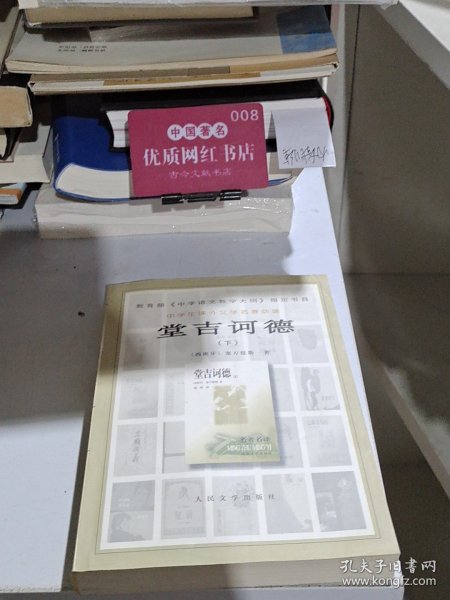 008
中国著名
优质网红书店
古今文献书店
教育部《中学语文教学大纲》指定书目
中学生课外文学名著必读
堂吉诃德
(下)
〔西班牙〕塞万提斯 著
堂吉诃德
名著名译
人民文学出版社
孔夫子旧书网
www.kongfz.com